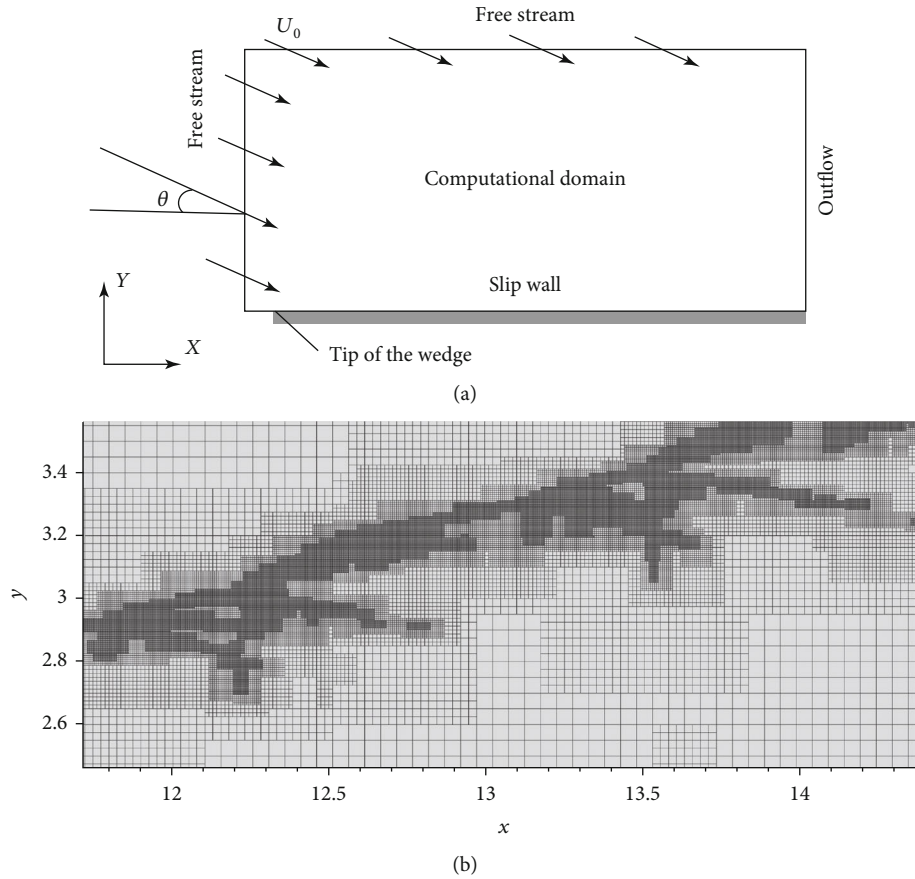 Free stream
U0
Free stream
θ
Computational domain
Outflow
Slip wall
Y
X
Tip of the wedge
(a)
3.4
3.2
3
2.8
2.6
y
12
12.5
13
13.5
14
x
(b)